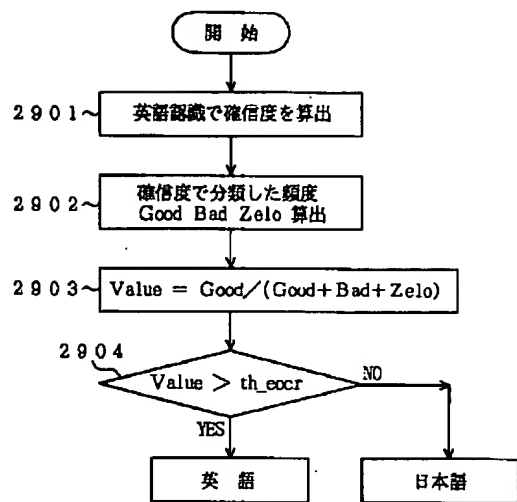 開 始
2901
英語認識で確信度を算出
2902
確信度で分類した頻度
Good Bad Zelo 算出
2903
Value = Good/(Goud+Bad+Zelo)
2904
Value > th_eocr
NO
YES
英 語
日本語